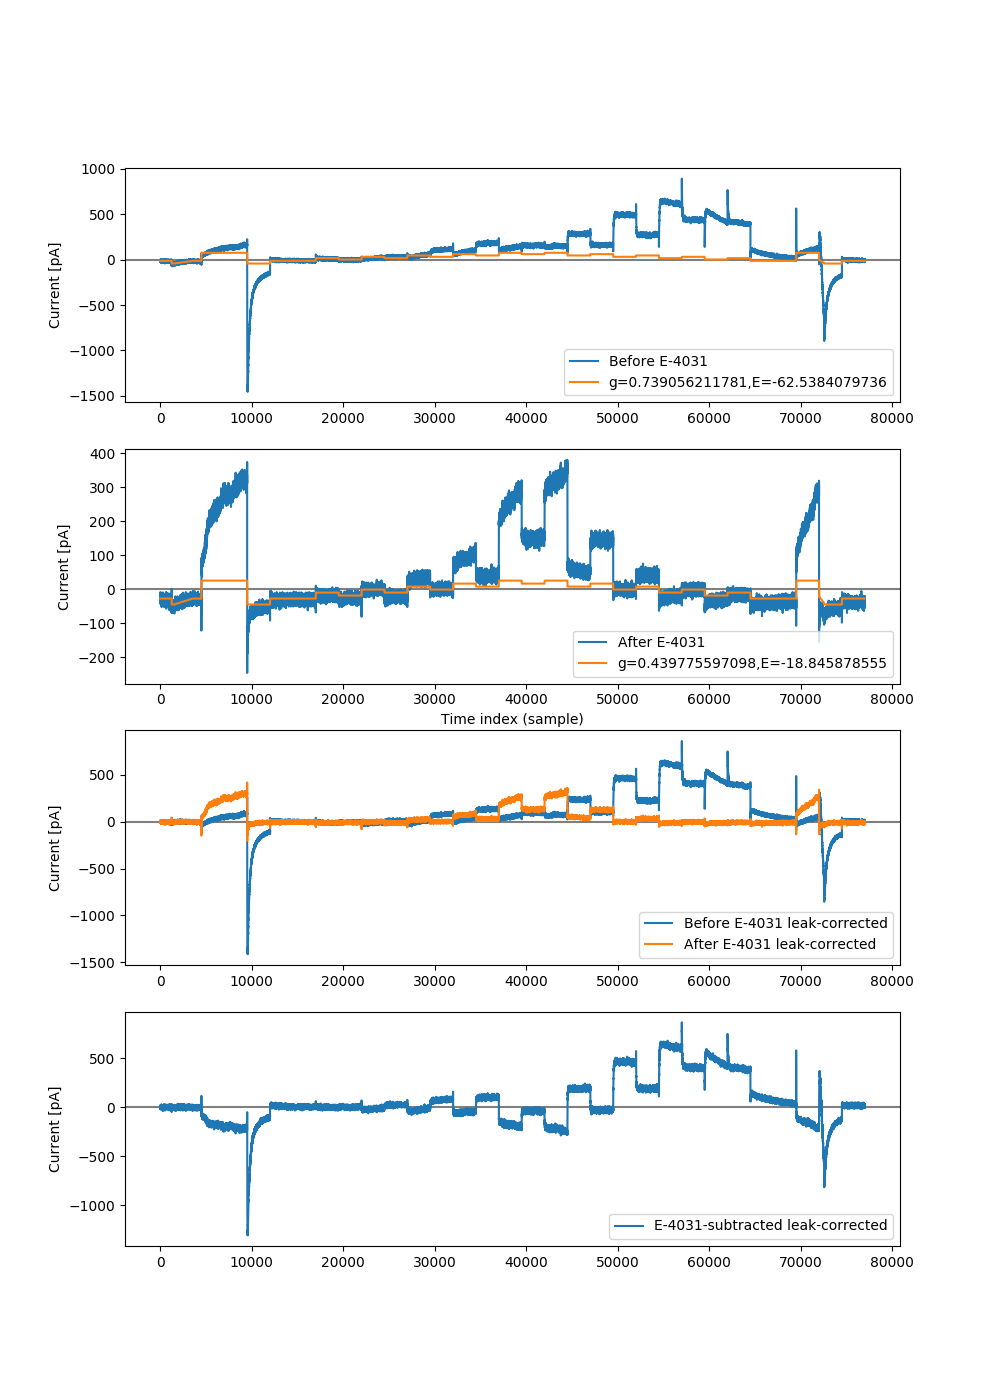 1000
500
0
−500
−1000
−1500
Current [pA]
Before E-4031
g=0.739056211781,E=-62.5384079736
0 10000 20000 30000 40000 50000 60000 70000 80000
400
300
200
100
0
−100
−200
Current [pA]
After E-4031
g=0.439775597098,E=-18.845878555
0 10000 20000 30000 40000 50000 60000 70000 80000
Time index (sample)
500
0
−500
−1000
−1500
Current [pA]
Before E-4031 leak-corrected
After E-4031 leak-corrected
0 10000 20000 30000 40000 50000 60000 70000 80000
500
0
−500
−1000
Current [pA]
E-4031-subtracted leak-corrected
0 10000 20000 30000 40000 50000 60000 70000 80000